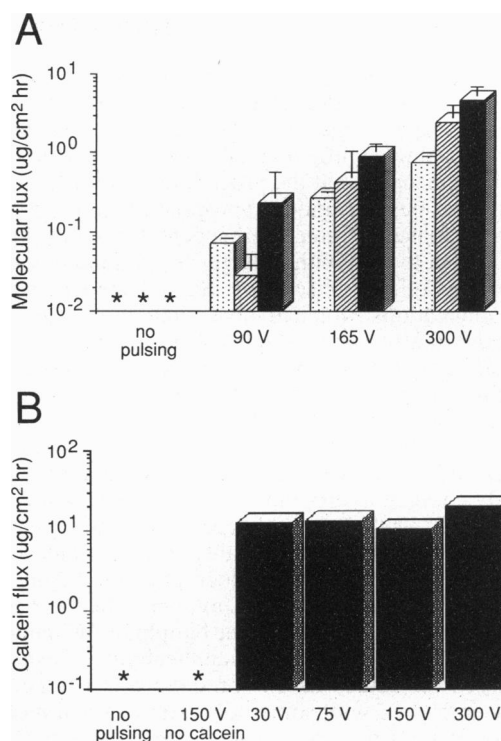 A
Molecular flux (ug/cm² hr)
10¹
10⁰
10⁻¹
10⁻²
* * *
no
pulsing
90 V
165 V
300 V
B
Calcein flux (ug/cm² hr)
10²
10¹
10⁰
10⁻¹
* *
no
pulsing
150 V
no calcein
30 V
75 V
150 V
300 V